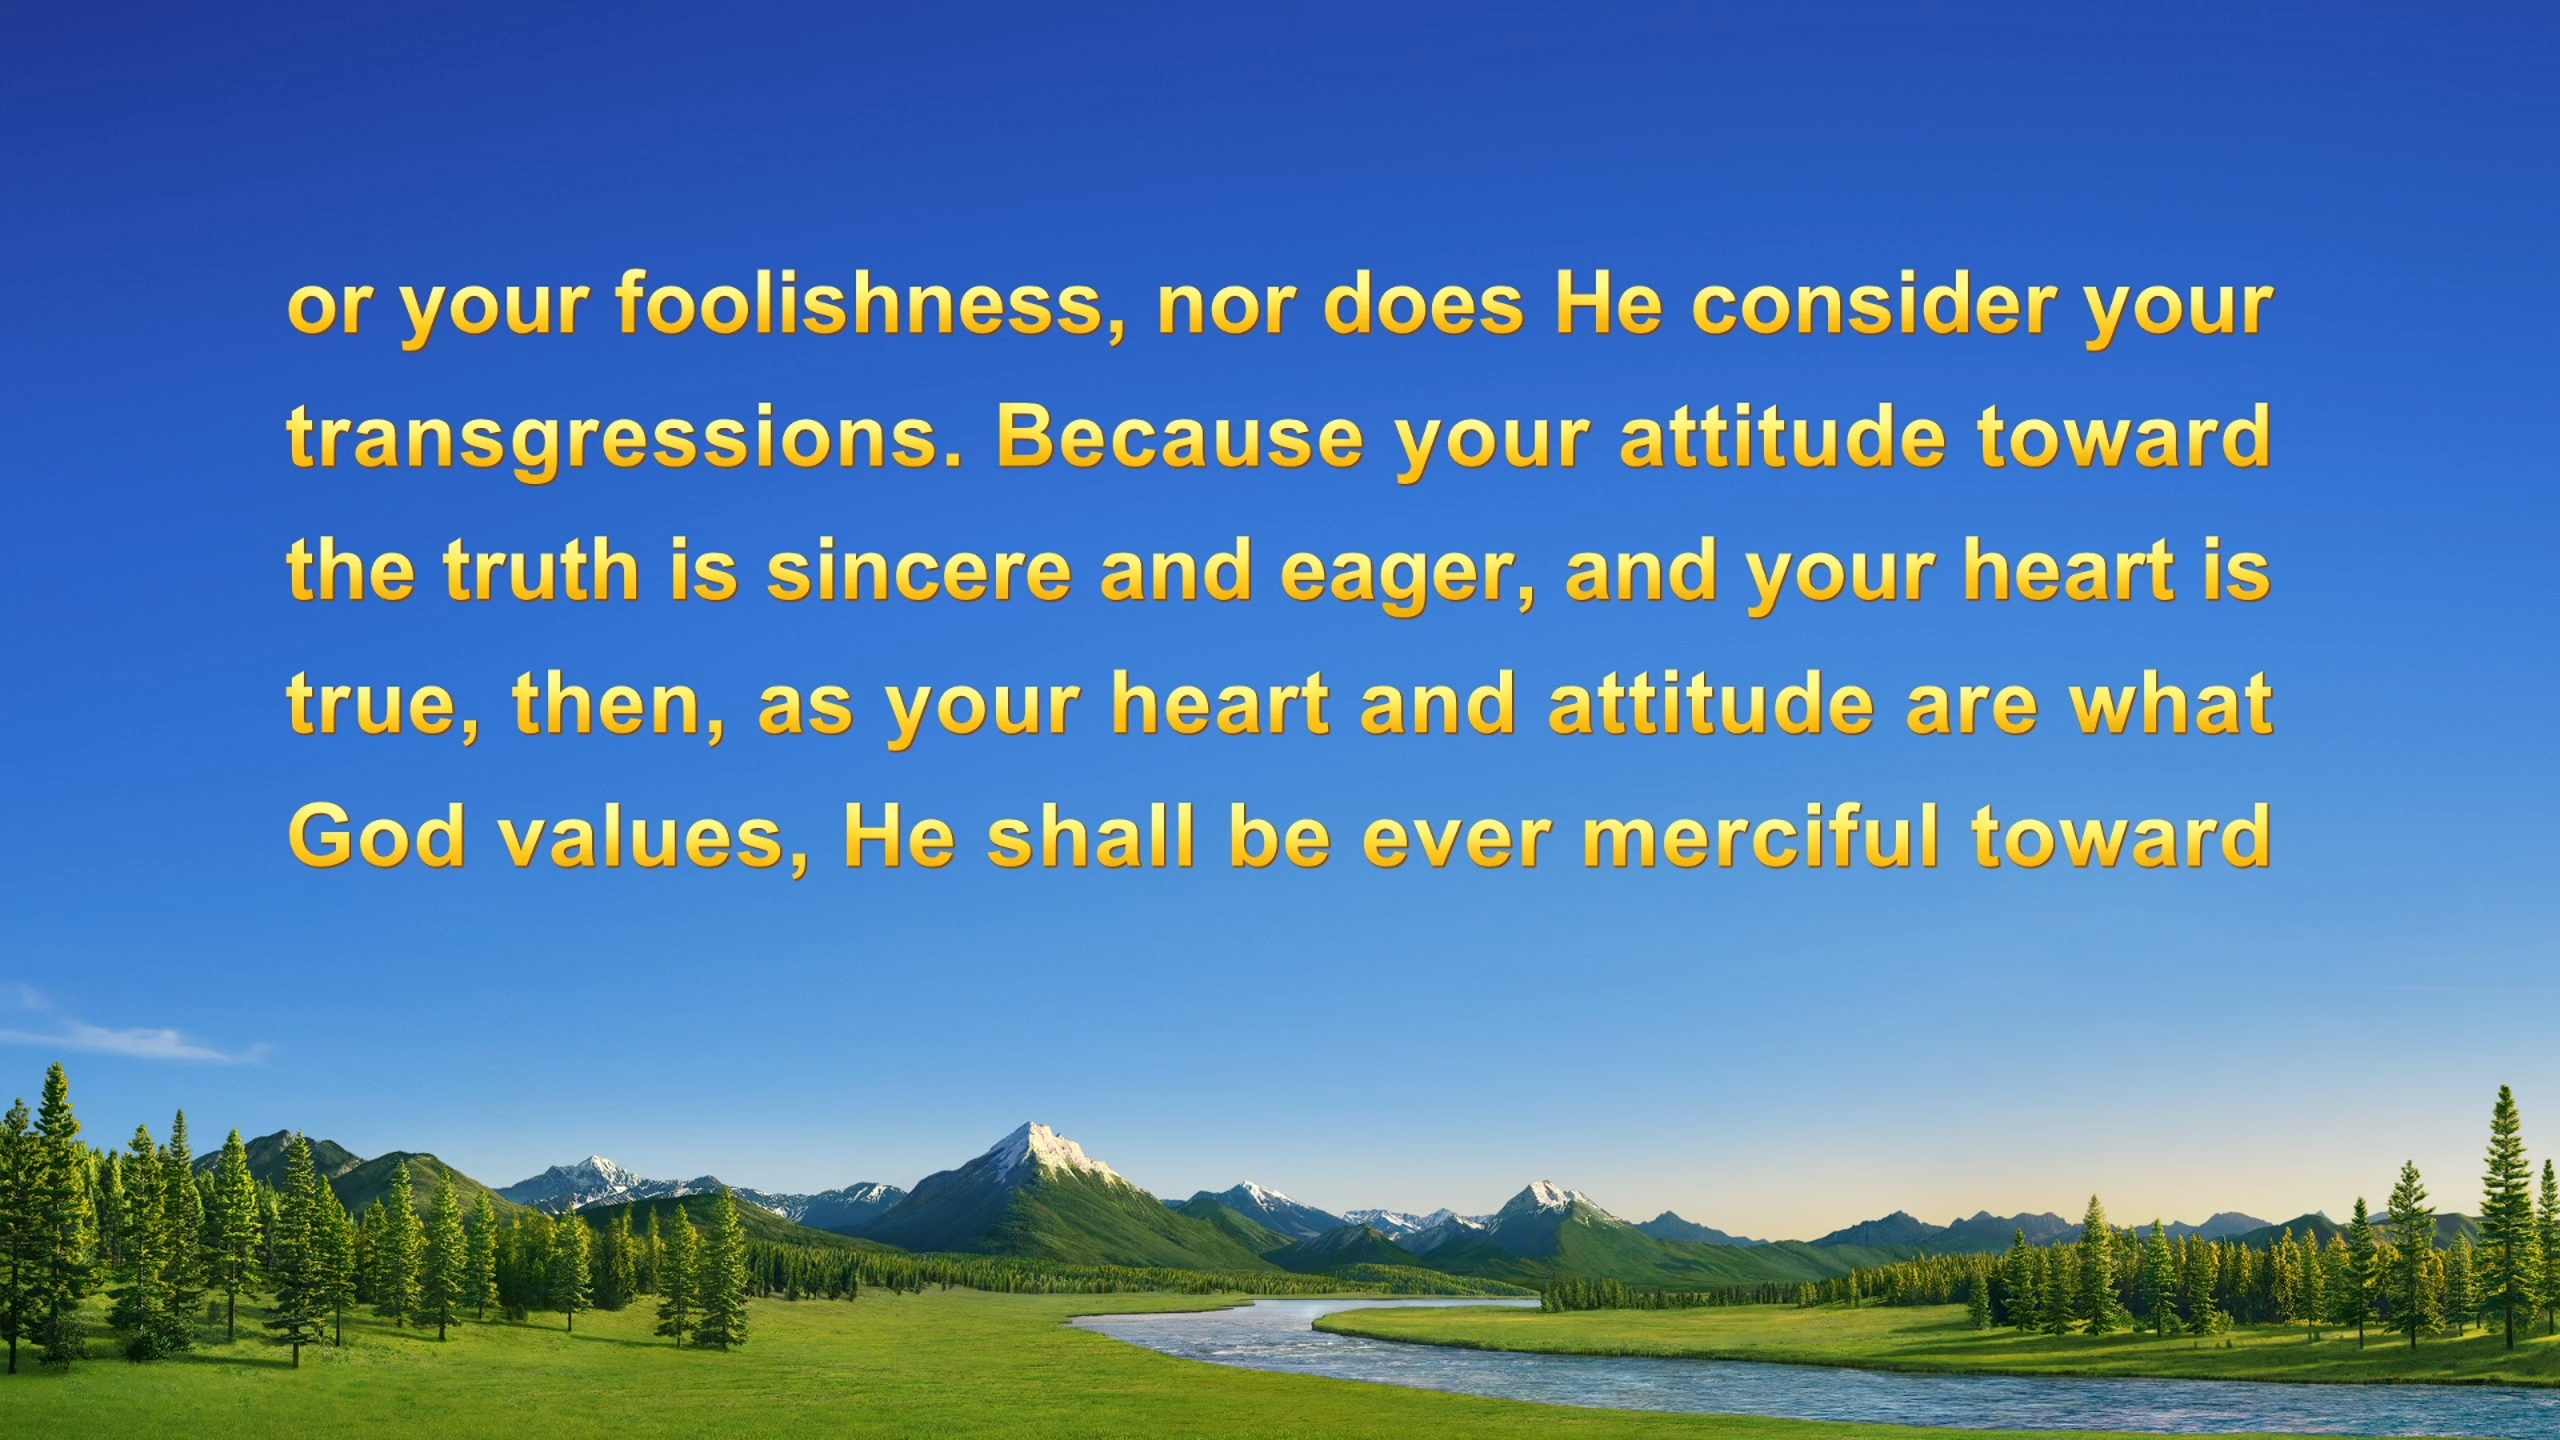 or your foolishness, nor does He consider your
transgressions. Because your attitude toward
the truth is sincere and eager, and your heart is
true, then, as your heart and attitude are what
God values, He shall be ever merciful toward